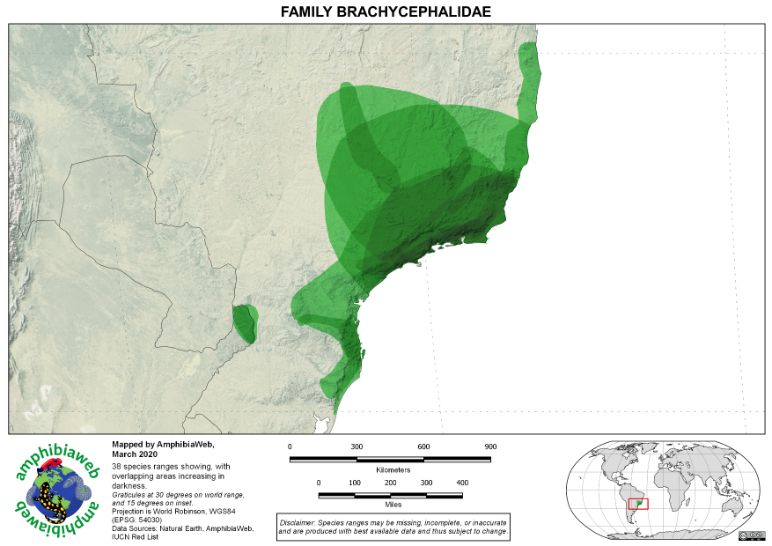 FAMILY BRACHYCEPHALIDAE
amphibiaweb
amphibiaweb
Mapped by AmphibiaWeb,
March 2020
38 species ranges showing, with
overlapping areas increasing in
darkness.
Graticules at 30 degrees on world range,
and 15 degrees on inset.
Projection is World Robinson, WGS84
(EPSG: 54030)
Data Sources: Natural Earth, AmphibiaWeb,
IUCN Red List
0 300 600 900
Kilometers
0 100 200 300 400
Miles
Disclaimer: Species ranges may be missing, incomplete, or inaccurate
and are produced with best available data and thus subject to change.